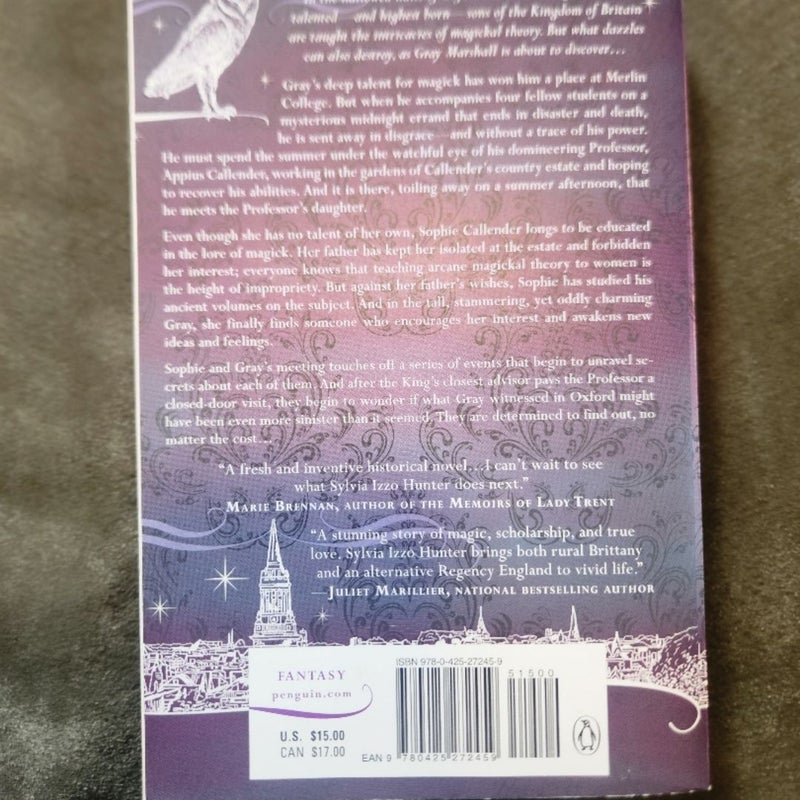 talented—and highest born—sons of the Kingdom of Britain
are taught the intricacies of magickal theory. But what dazzles
can also destroy, as Gray Marshall is about to discover…
Gray's deep talent for magick has won him a place at Merlin
College. But when he accompanies four fellow students on a
mysterious midnight errand that ends in disaster and death,
he is sent away in disgrace—and without a trace of his power.
He must spend the summer under the watchful eye of his domineering Professor,
Appius Callender, working in the gardens of Callender's country estate and hoping
to recover his abilities. And it is there, toiling away on a summer afternoon, that
he meets the Professor's daughter.
Even though she has no talent of her own, Sophie Callender longs to be educated
in the lore of magick. Her father has kept her isolated at the estate and forbidden
her interest; everyone knows that teaching arcane magickal theory to women is
the height of impropriety. But against her father's wishes, Sophie has studied his
ancient volumes on the subject. And in the tall, stammering, yet oddly charming
Gray, she finally finds someone who encourages her interest and awakens new
ideas and feelings.
Sophie and Gray's meeting touches off a series of events that begin to unravel se-
crets about each of them. And after the King's closest advisor pays the Professor a
closed-door visit, they begin to wonder if what Gray witnessed in Oxford might
have been even more sinister than it seemed. They are determined to find out, no
matter the cost…
“A fresh and inventive historical novel…I can't wait to see
what Sylvia Izzo Hunter does next.”
Marie Brennan, author of the Memoirs of Lady Trent
“A stunning story of magic, scholarship, and true
love. Sylvia Izzo Hunter brings both rural Brittany
and an alternative Regency England to vivid life.”
—Juliet Marillier, national bestselling author
FANTASY
penguin.com
U.S. $15.00
CAN $17.00
ISBN 978-0-425-27245-9
51500
EAN 9 780425 272459